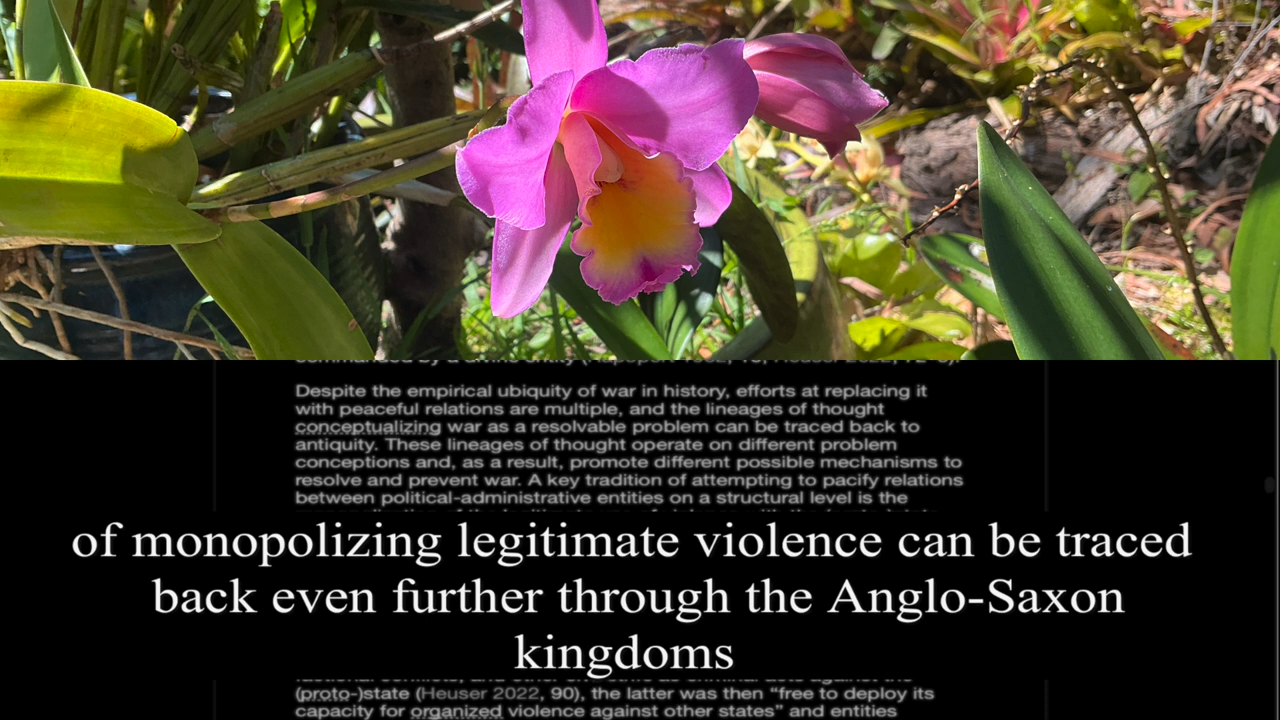 Despite the empirical ubiquity of war in history, efforts at replacing it
with peaceful relations are multiple, and the lineages of thought
conceptualizing war as a resolvable problem can be traced back to
antiquity. These lineages of thought operate on different problem
conceptions and, as a result, promote different possible mechanisms to
resolve and prevent war. A key tradition of attempting to pacify relations
between political-administrative entities on a structural level is the
of monopolizing legitimate violence can be traced
back even further through the Anglo-Saxon
kingdoms
(proto-)state (Heuser 2022, 90), the latter was then “free to deploy its
capacity for organized violence against other states” and entities